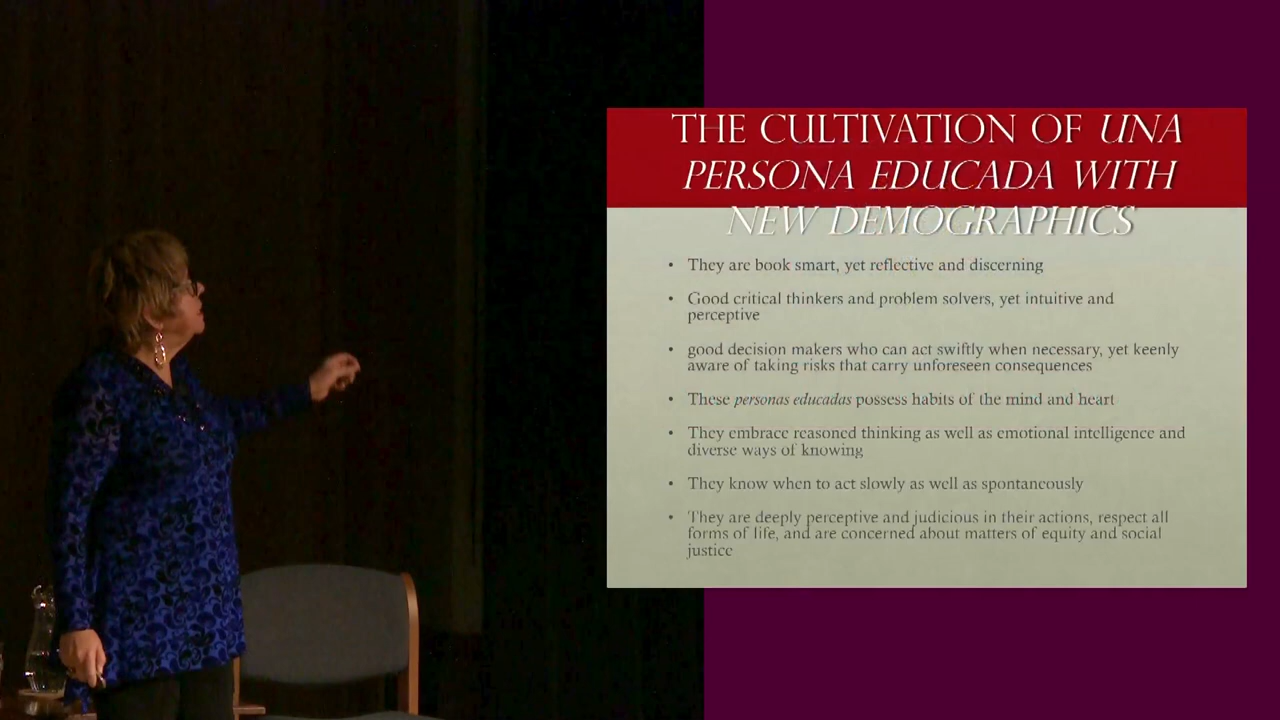 THE CULTIVATION OF UNA
PERSONA EDUCADA WITH
NEW DEMOGRAPHICS
• They are book smart, yet reflective and discerning
• Good critical thinkers and problem solvers, yet intuitive and
perceptive
• good decision makers who can act swiftly when necessary, yet keenly
aware of taking risks that carry unforeseen consequences
• These personas educadas possess habits of the mind and heart
• They embrace reasoned thinking as well as emotional intelligence and
diverse ways of knowing
• They know when to act slowly as well as spontaneously
• They are deeply perceptive and judicious in their actions, respect all
forms of life, and are concerned about matters of equity and social
justice